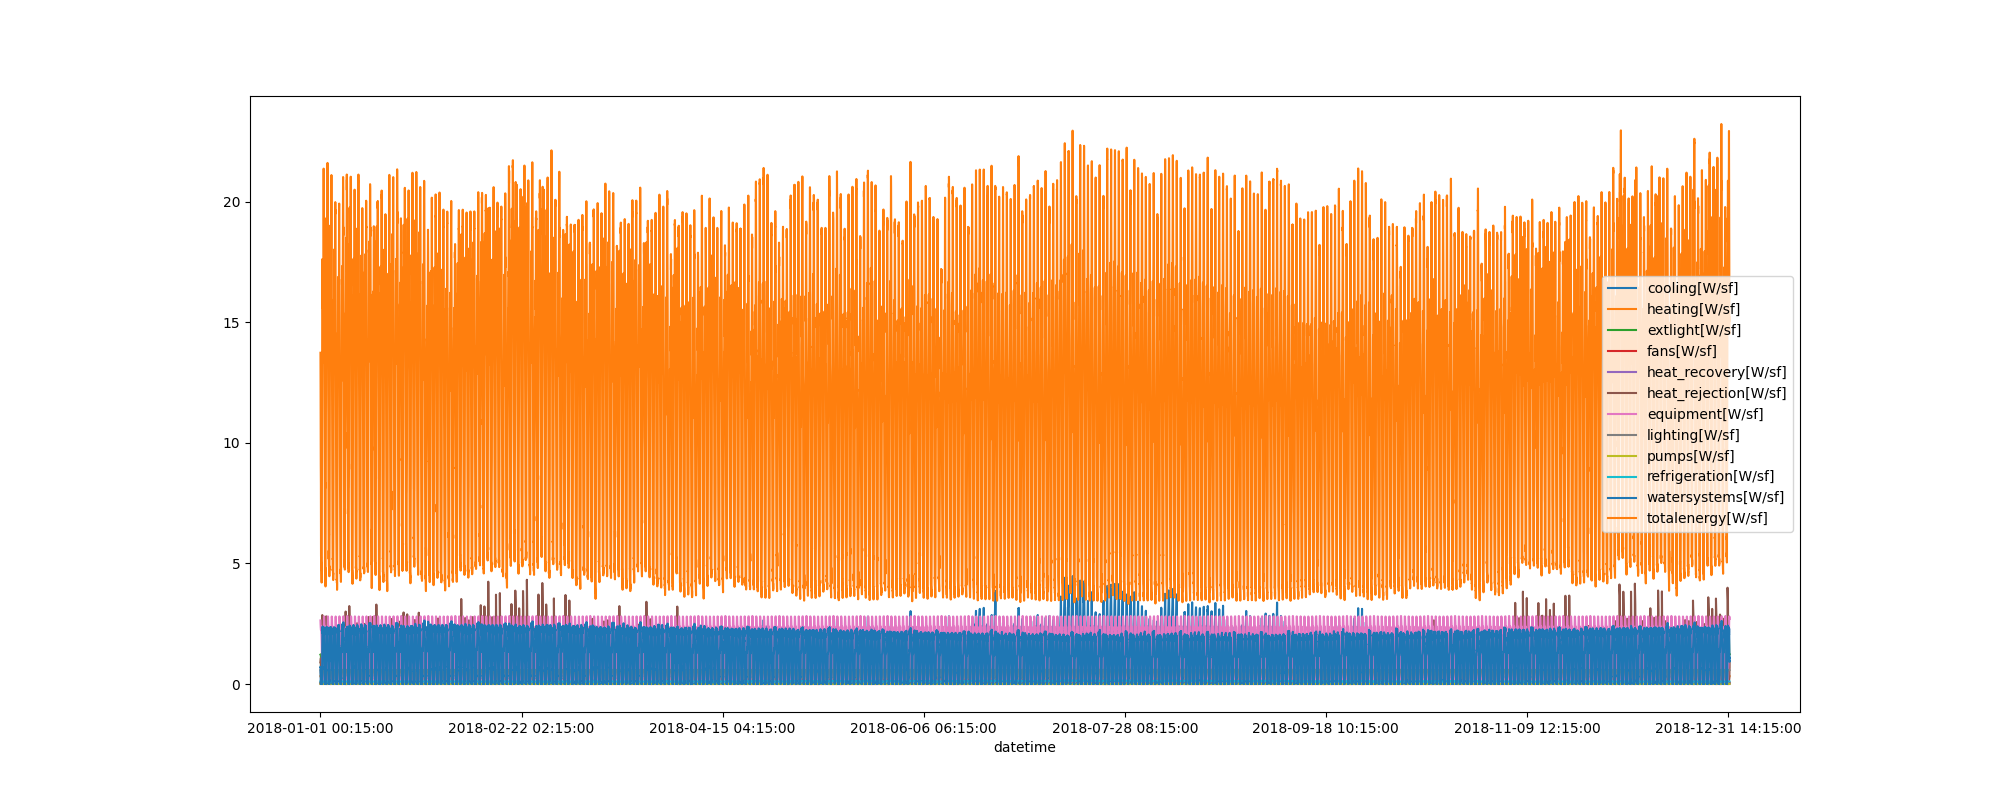 20
15
10
5
0
cooling[W/sf]
heating[W/sf]
extlight[W/sf]
fans[W/sf]
heat_recovery[W/sf]
heat_rejection[W/sf]
equipment[W/sf]
lighting[W/sf]
pumps[W/sf]
refrigeration[W/sf]
watersystems[W/sf]
totalenergy[W/sf]
2018-01-01 00:15:00 2018-02-22 02:15:00 2018-04-15 04:15:00 2018-06-06 06:15:00 2018-07-28 08:15:00 2018-09-18 10:15:00 2018-11-09 12:15:00 2018-12-31 14:15:00
datetime